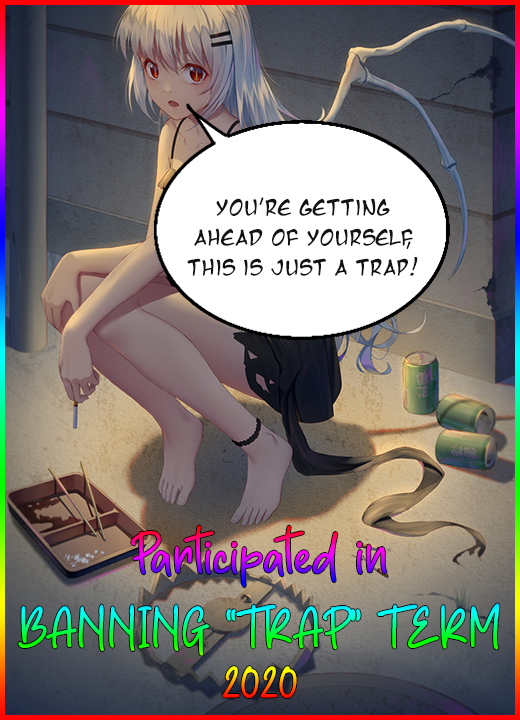 YOU'RE GETTING
AHEAD OF YOURSELF,
THIS IS JUST A TRAP!
Participated in
BANNING "TRAP" TERM
2020